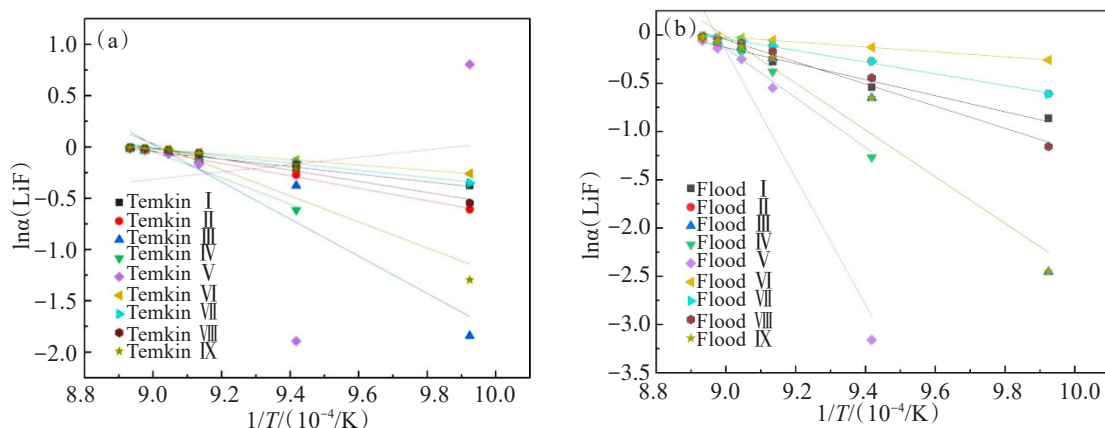 (a)
1.0
0.5
0
−0.5
−1.0
−1.5
−2.0
lnα(LiF)
Temkin Ⅰ
Temkin Ⅱ
Temkin Ⅲ
Temkin Ⅳ
Temkin Ⅴ
Temkin Ⅵ
Temkin Ⅶ
Temkin Ⅷ
Temkin Ⅸ
8.8
9.0
9.2
9.4
9.6
9.8
10.0
1/T/(10⁻⁴/K)
(b)
0
−0.5
−1.0
−1.5
−2.0
−2.5
−3.0
−3.5
lnα(LiF)
Flood Ⅰ
Flood Ⅱ
Flood Ⅲ
Flood Ⅳ
Flood Ⅴ
Flood Ⅵ
Flood Ⅶ
Flood Ⅷ
Flood Ⅸ
8.8
9.0
9.2
9.4
9.6
9.8
10.0
1/T/(10⁻⁴/K)